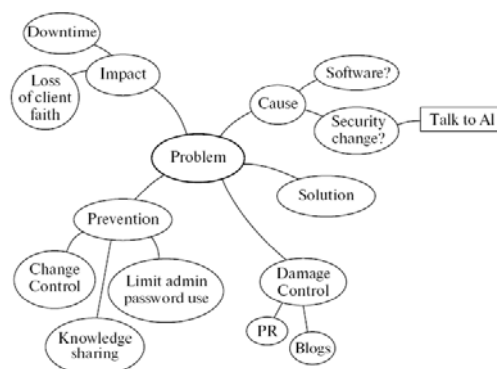 Downtime
Impact
Loss
of client
faith
Software?
Cause
Security
change?
Talk to Al
Problem
Solution
Prevention
Change
Control
Limit admin
password use
Knowledge
sharing
Damage
Control
PR
Blogs